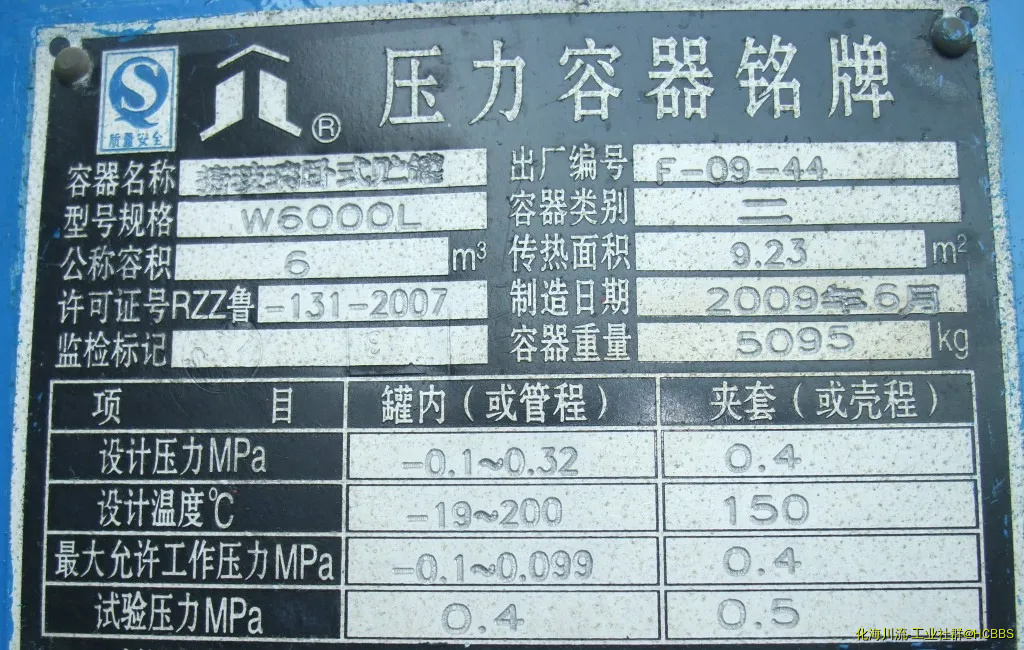 质量安全
® 压力容器铭牌
容器名称 搪玻璃卧式贮罐 出厂编号 F-09-44
型号规格 W6000L 容器类别 二
公称容积 6 m³ 传热面积 9.23 m²
许可证号RZZ鲁-131-2007 制造日期 2009年6月
监检标记 容器重量 5095 kg
项目 罐内(或管程) 夹套(或壳程)
设计压力MPa -0.1~0.32 0.4
设计温度℃ -19~200 150
最大允许工作压力MPa -0.1~0.099 0.4
试验压力MPa 0.4 0.5
化海川流-工业社群@HCBBS